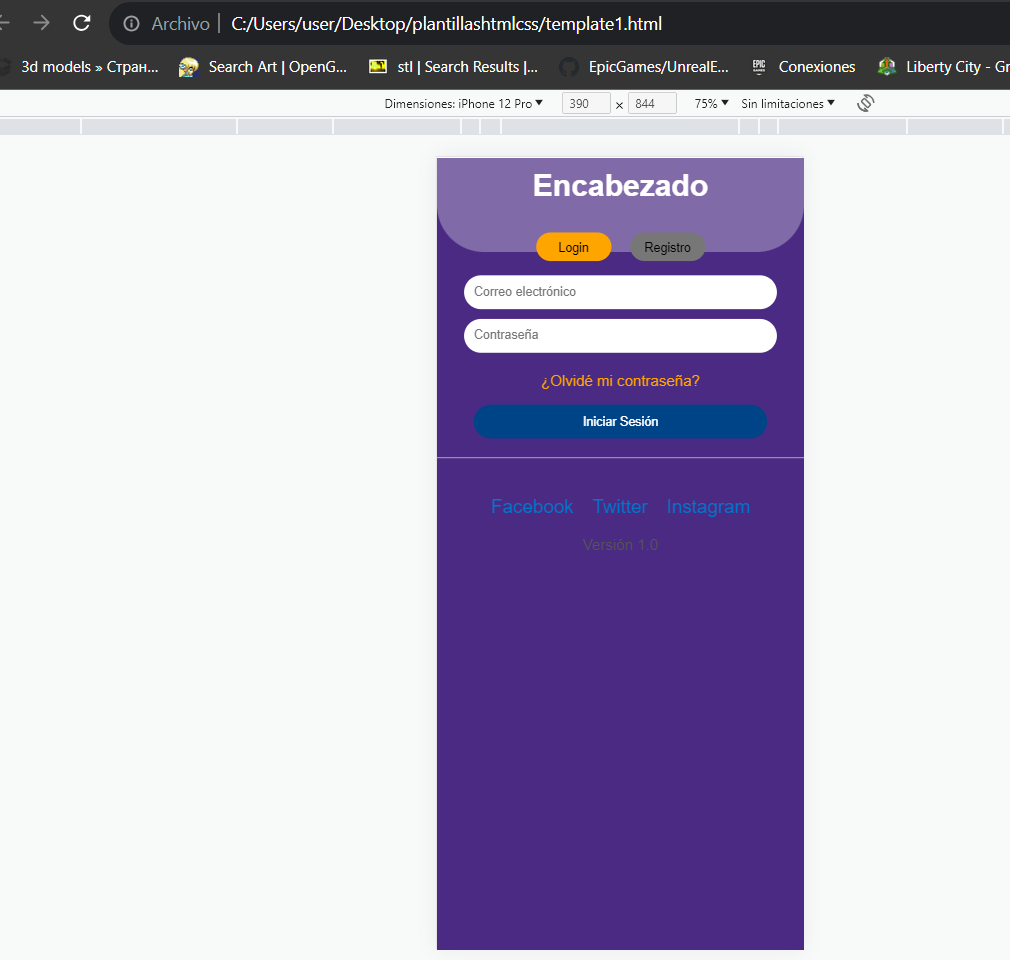 Archivo | C:/Users/user/Desktop/plantillashtmlcss/template1.html
3d models » Стран... Search Art | OpenG... stl | Search Results |... EpicGames/UnrealE... EPIC GAMES Conexiones Liberty City - Gr
Dimensiones: iPhone 12 Pro 390 x 844 75% Sin limitaciones
Encabezado
Login Registro
Correo electrónico
Contraseña
¿Olvidé mi contraseña?
Iniciar Sesión
Facebook Twitter Instagram
Versión 1.0